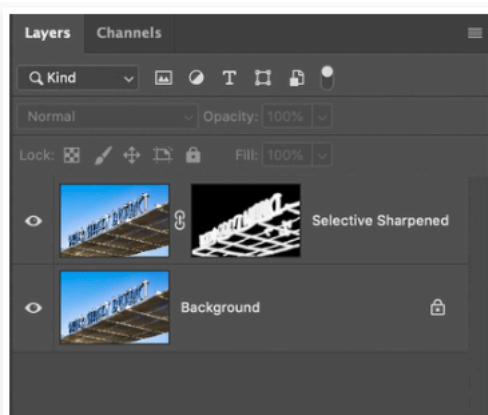 Layers Channels
Kind
Normal Opacity: 100%
Lock: Fill: 100%
Selective Sharpened
Background